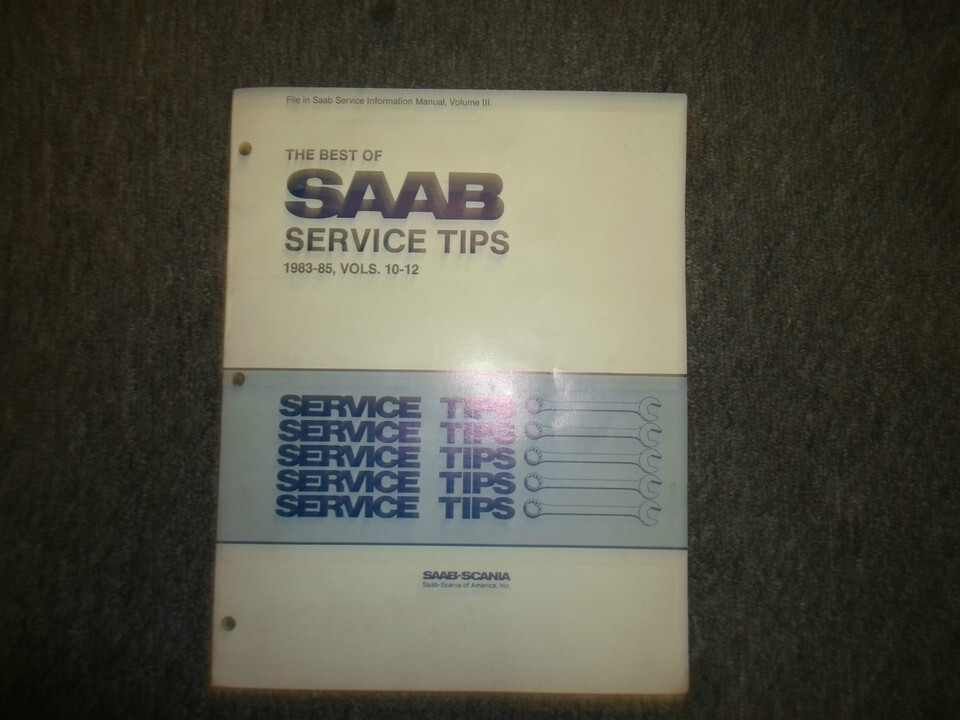 File in Saab Service Information Manual, Volume III.
THE BEST OF
SAAB
SERVICE TIPS
1983-85, VOLS. 10-12
SERVICE TIPS
SERVICE TIPS
SERVICE TIPS
SERVICE TIPS
SERVICE TIPS
SAAB-SCANIA
Saab-Scania of America, Inc.